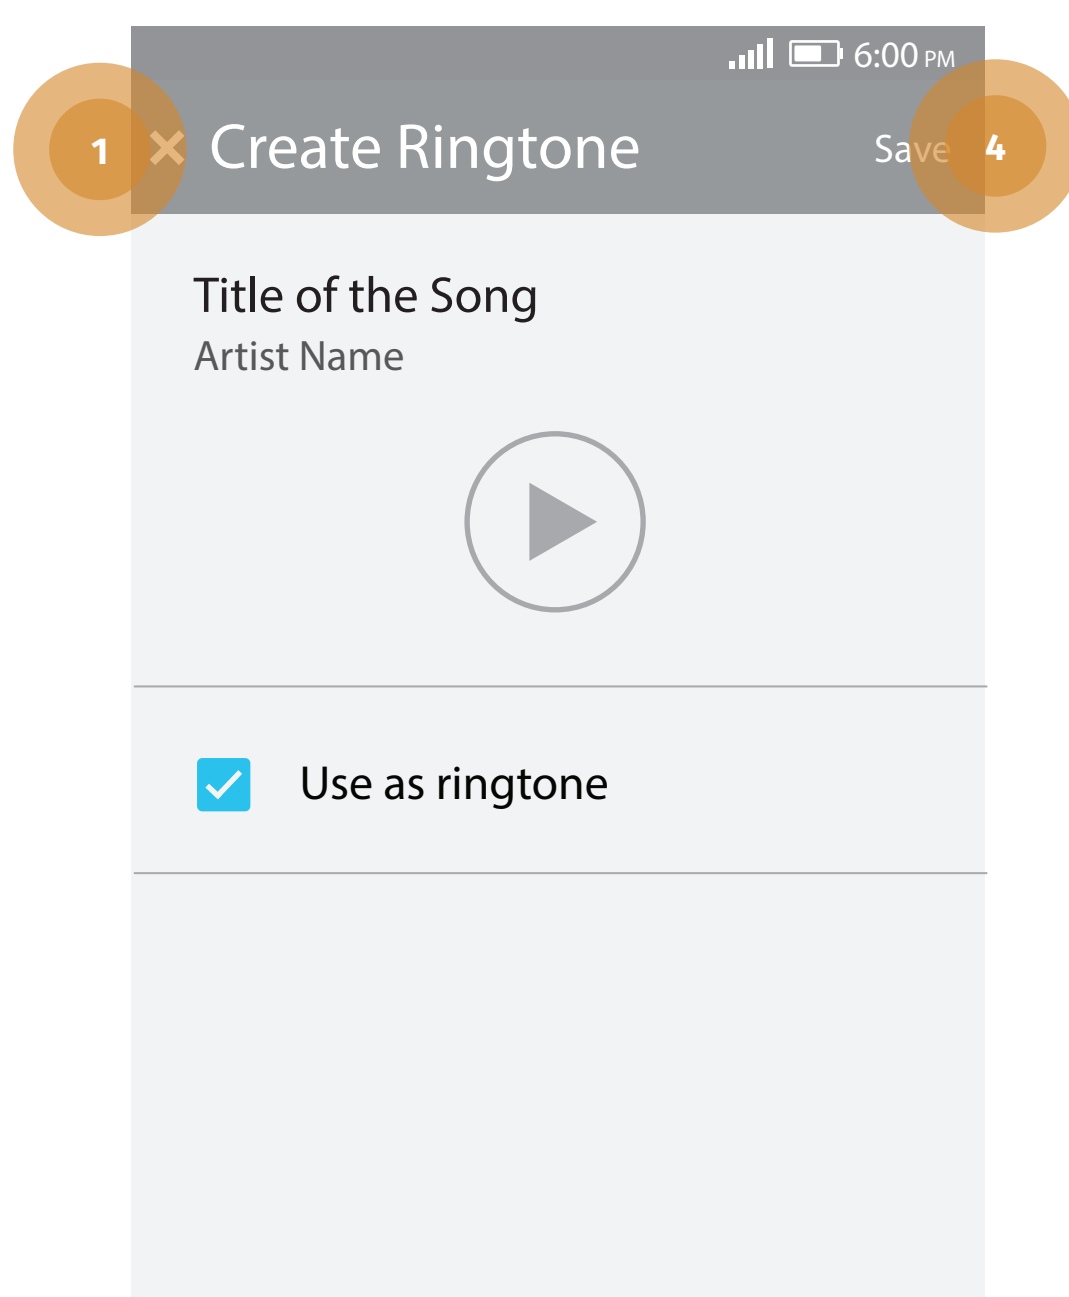 6:00 PM
1 Create Ringtone Save 4
Title of the Song
Artist Name
Use as ringtone